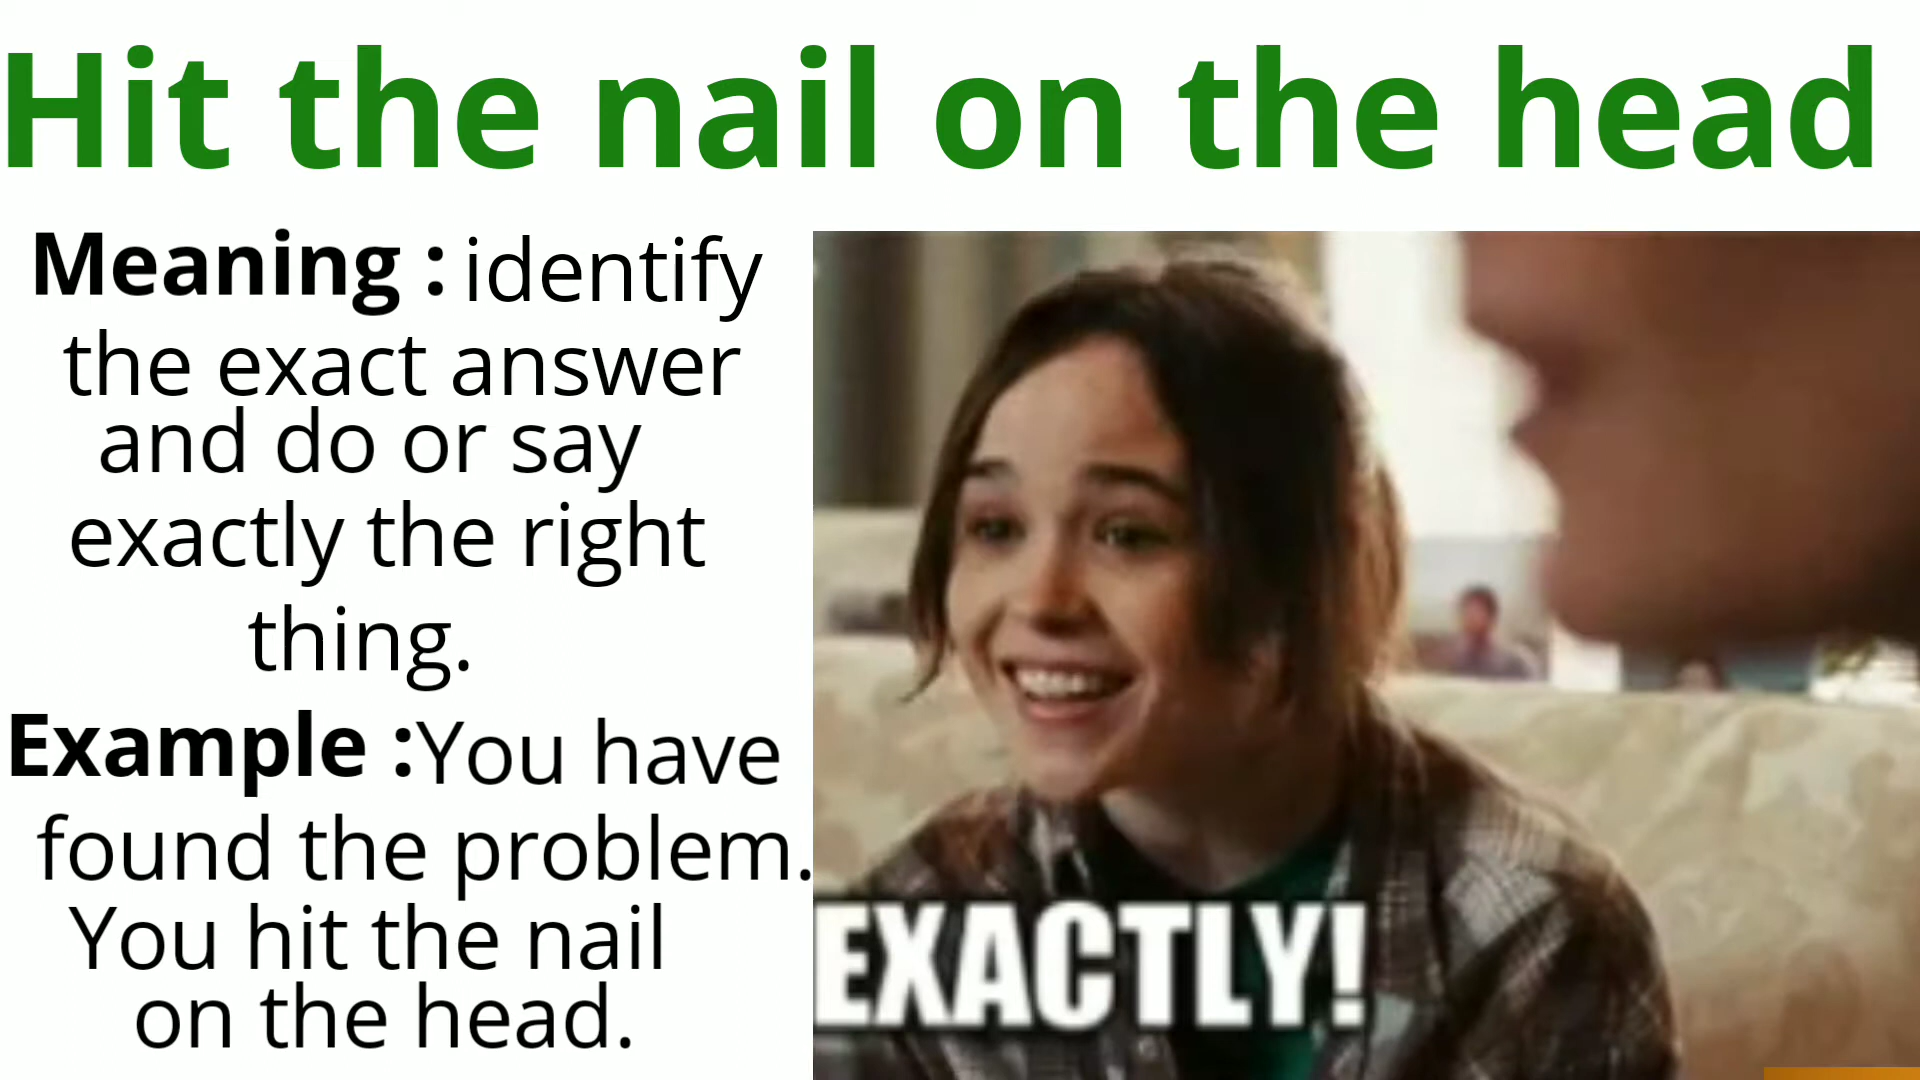 Hit the nail on the head
Meaning : identify
the exact answer
and do or say
exactly the right
thing.
Example :You have
found the problem.
You hit the nail
on the head.
EXACTLY!